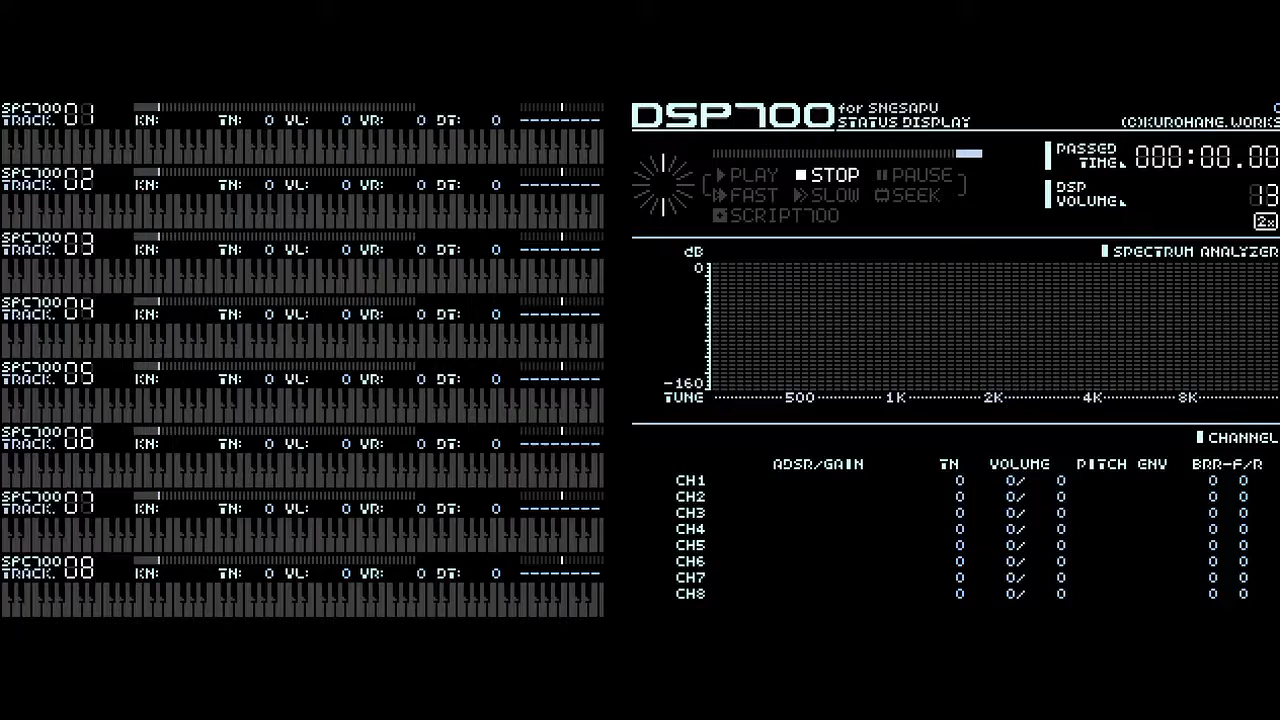 SPC700
TRACK. 01 KN: TN: 0 VL: 0 VR: 0 DT: 0 --------
SPC700
TRACK. 02 KN: TN: 0 VL: 0 VR: 0 DT: 0 --------
SPC700
TRACK. 03 KN: TN: 0 VL: 0 VR: 0 DT: 0 --------
SPC700
TRACK. 04 KN: TN: 0 VL: 0 VR: 0 DT: 0 --------
SPC700
TRACK. 05 KN: TN: 0 VL: 0 VR: 0 DT: 0 --------
SPC700
TRACK. 06 KN: TN: 0 VL: 0 VR: 0 DT: 0 --------
SPC700
TRACK. 07 KN: TN: 0 VL: 0 VR: 0 DT: 0 --------
SPC700
TRACK. 08 KN: TN: 0 VL: 0 VR: 0 DT: 0 --------
DSP700 for SNESAPU
STATUS DISPLAY (C)KUROHANE.WORKS
PLAY STOP PAUSE
FAST SLOW SEEK
SCRIPT700
PASSED
TIME 000:00.00
DSP
VOLUME 13
2x
dB SPECTRUM ANALYZER
0
-160
TUNE 500 1K 2K 4K 8K
CHANNEL
ADSR/GAIN TN VOLUME PITCH ENV BRR-F/R
CH1 0 0/ 0 0 0
CH2 0 0/ 0 0 0
CH3 0 0/ 0 0 0
CH4 0 0/ 0 0 0
CH5 0 0/ 0 0 0
CH6 0 0/ 0 0 0
CH7 0 0/ 0 0 0
CH8 0 0/ 0 0 0